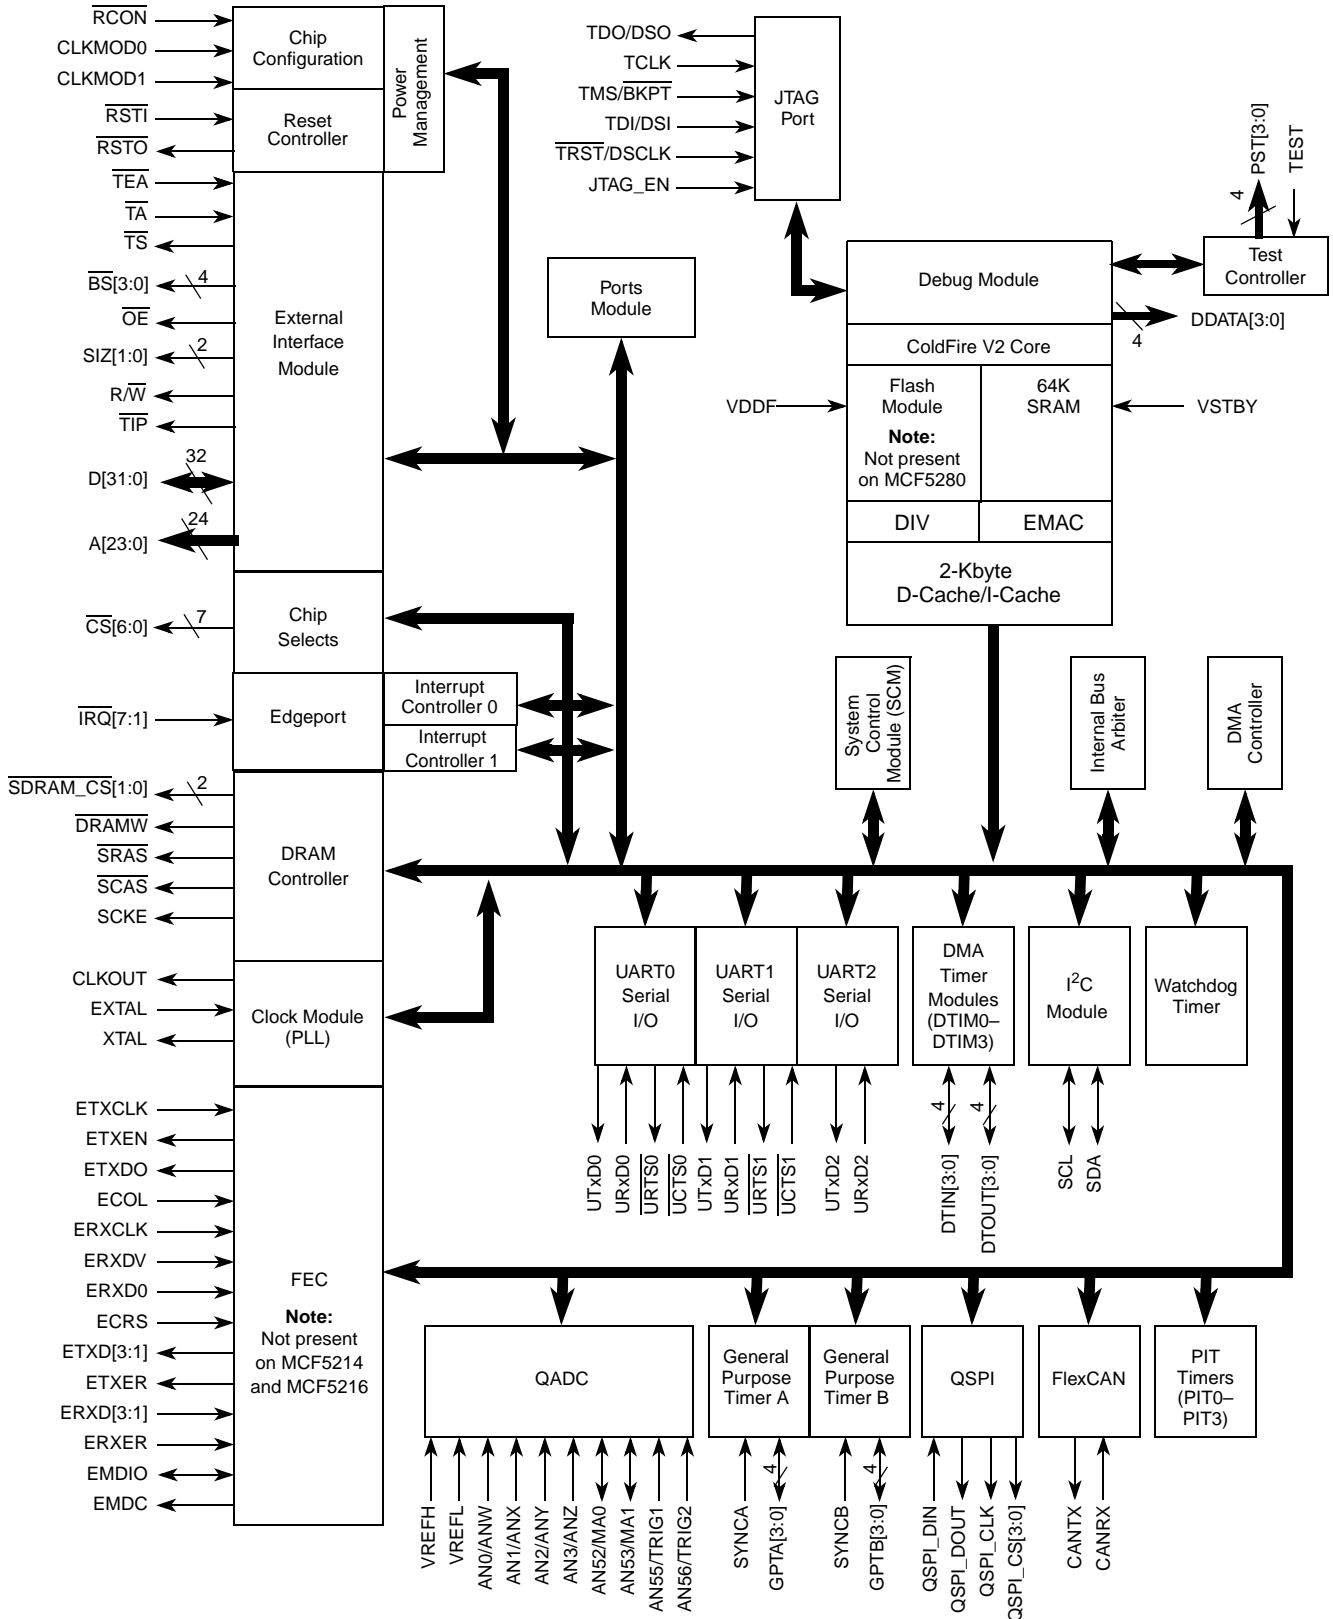 RCON
CLKMOD0
CLKMOD1
RSTI
RSTO
TEA
TA
TS
BS[3:0]
4
OE
SIZ[1:0]
2
R/W
TIP
D[31:0]
32
A[23:0]
24
CS[6:0]
7
IRQ[7:1]
SDRAM_CS[1:0]
2
DRAMW
SRAS
SCAS
SCKE
CLKOUT
EXTAL
XTAL
ETXCLK
ETXEN
ETXDO
ECOL
ERXCLK
ERXDV
ERXD0
ECRS
ETXD[3:1]
ETXER
ERXD[3:1]
ERXER
EMDIO
EMDC
Chip
Configuration
Reset
Controller
Power
Management
External
Interface
Module
Chip
Selects
Edgeport
Interrupt
Controller 0
Interrupt
Controller 1
DRAM
Controller
Clock Module
(PLL)
FEC
Note:
Not present
on MCF5214
and MCF5216
TDO/DSO
TCLK
TMS/BKPT
TDI/DSI
TRST/DSCLK
JTAG_EN
JTAG
Port
Ports
Module
PST[3:0]
4
TEST
Test
Controller
Debug Module
DDATA[3:0]
4
ColdFire V2 Core
VDDF
Flash
Module
Note:
Not present
on MCF5280
64K
SRAM
VSTBY
DIV
EMAC
2-Kbyte
D-Cache/I-Cache
System
Control
Module (SCM)
Internal Bus
Arbiter
DMA
Controller
UART0
Serial
I/O
UART1
Serial
I/O
UART2
Serial
I/O
DMA
Timer
Modules
(DTIM0–
DTIM3)
I2C
Module
Watchdog
Timer
UTxD0
URxD0
URTS0
UCTS0
UTxD1
URxD1
URTS1
UCTS1
UTxD2
URxD2
4
DTIN[3:0]
4
DTOUT[3:0]
SCL
SDA
QADC
General
Purpose
Timer A
General
Purpose
Timer B
QSPI
FlexCAN
PIT
Timers
(PIT0–
PIT3)
VREFH
VREFL
AN0/ANW
AN1/ANX
AN2/ANY
AN3/ANZ
AN52/MA0
AN53/MA1
AN55/TRIG1
AN56/TRIG2
SYNCA
4
GPTA[3:0]
SYNCB
4
GPTB[3:0]
QSPI_DIN
QSPI_DOUT
QSPI_CLK
QSPI_CS[3:0]
CANTX
CANRX